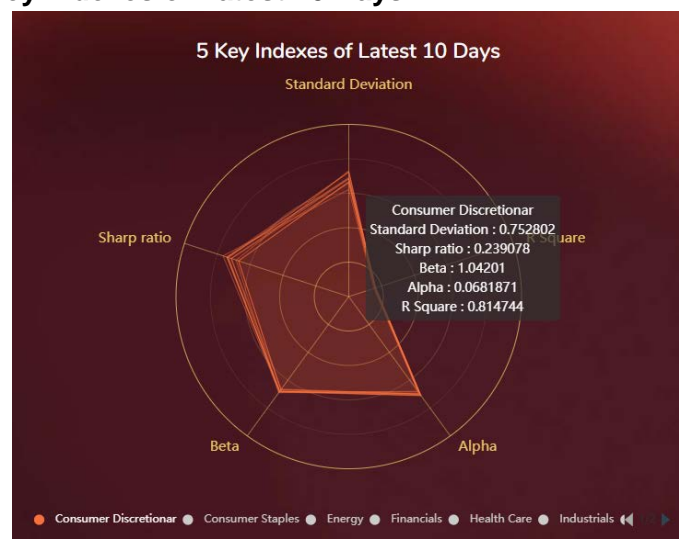 5 Key Indexes of Latest 10 Days
Standard Deviation
Sharp ratio
Consumer Discretionar
Standard Deviation : 0.752802
Sharp ratio : 0.239078
Beta : 1.04201
Alpha : 0.0681871
R Square : 0.814744
R Square
Beta
Alpha
Consumer Discretionar
Consumer Staples
Energy
Financials
Health Care
Industrials